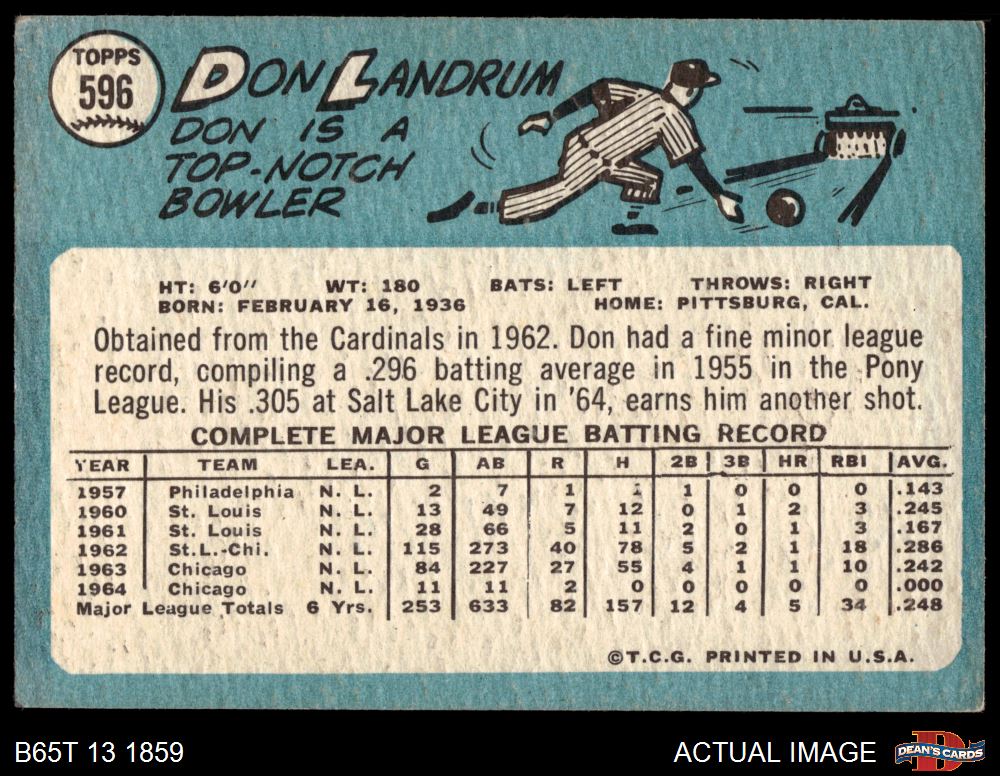 TOPPS
596
DON LANDRUM
DON IS A
TOP-NOTCH
BOWLER
HT: 6'0" WT: 180 BATS: LEFT THROWS: RIGHT
BORN: FEBRUARY 16, 1936 HOME: PITTSBURG, CAL.
Obtained from the Cardinals in 1962. Don had a fine minor league
record, compiling a .296 batting average in 1955 in the Pony
League. His .305 at Salt Lake City in '64, earns him another shot.
COMPLETE MAJOR LEAGUE BATTING RECORD
YEAR TEAM LEA. G AB R H 2B 3B HR RBI AVG.
1957 Philadelphia N. L. 2 7 1 1 1 0 0 0 .143
1960 St. Louis N. L. 13 49 7 12 0 1 2 3 .245
1961 St. Louis N. L. 28 66 5 11 2 0 1 3 .167
1962 St.L.-Chi. N. L. 115 273 40 78 5 2 1 18 .286
1963 Chicago N. L. 84 227 27 55 4 1 1 10 .242
1964 Chicago N. L. 11 11 2 0 0 0 0 0 .000
Major League Totals 6 Yrs. 253 633 82 157 12 4 5 34 .248
©T.C.G. PRINTED IN U.S.A.
B65T 13 1859 ACTUAL IMAGE DEAN'S CARDS